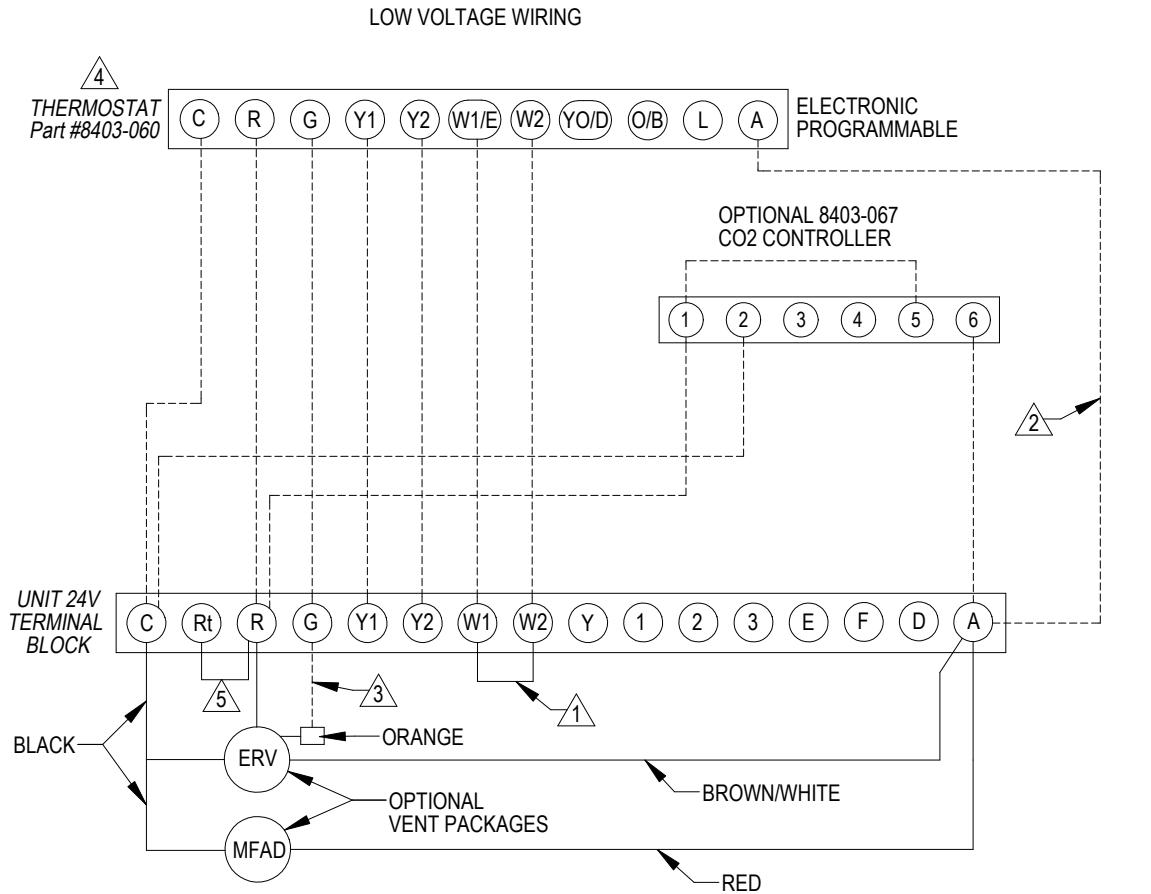 LOW VOLTAGE WIRING
4
THERMOSTAT
Part #8403-060
C R G Y1 Y2 W1/E W2 YO/D O/B L A
ELECTRONIC
PROGRAMMABLE
OPTIONAL 8403-067
CO2 CONTROLLER
1 2 3 4 5 6
2
UNIT 24V
TERMINAL
BLOCK
C Rt R G Y1 Y2 W1 W2 Y 1 2 3 E F D A
5
3
1
BLACK
ORANGE
ERV
BROWN/WHITE
OPTIONAL
VENT PACKAGES
MFAD
RED